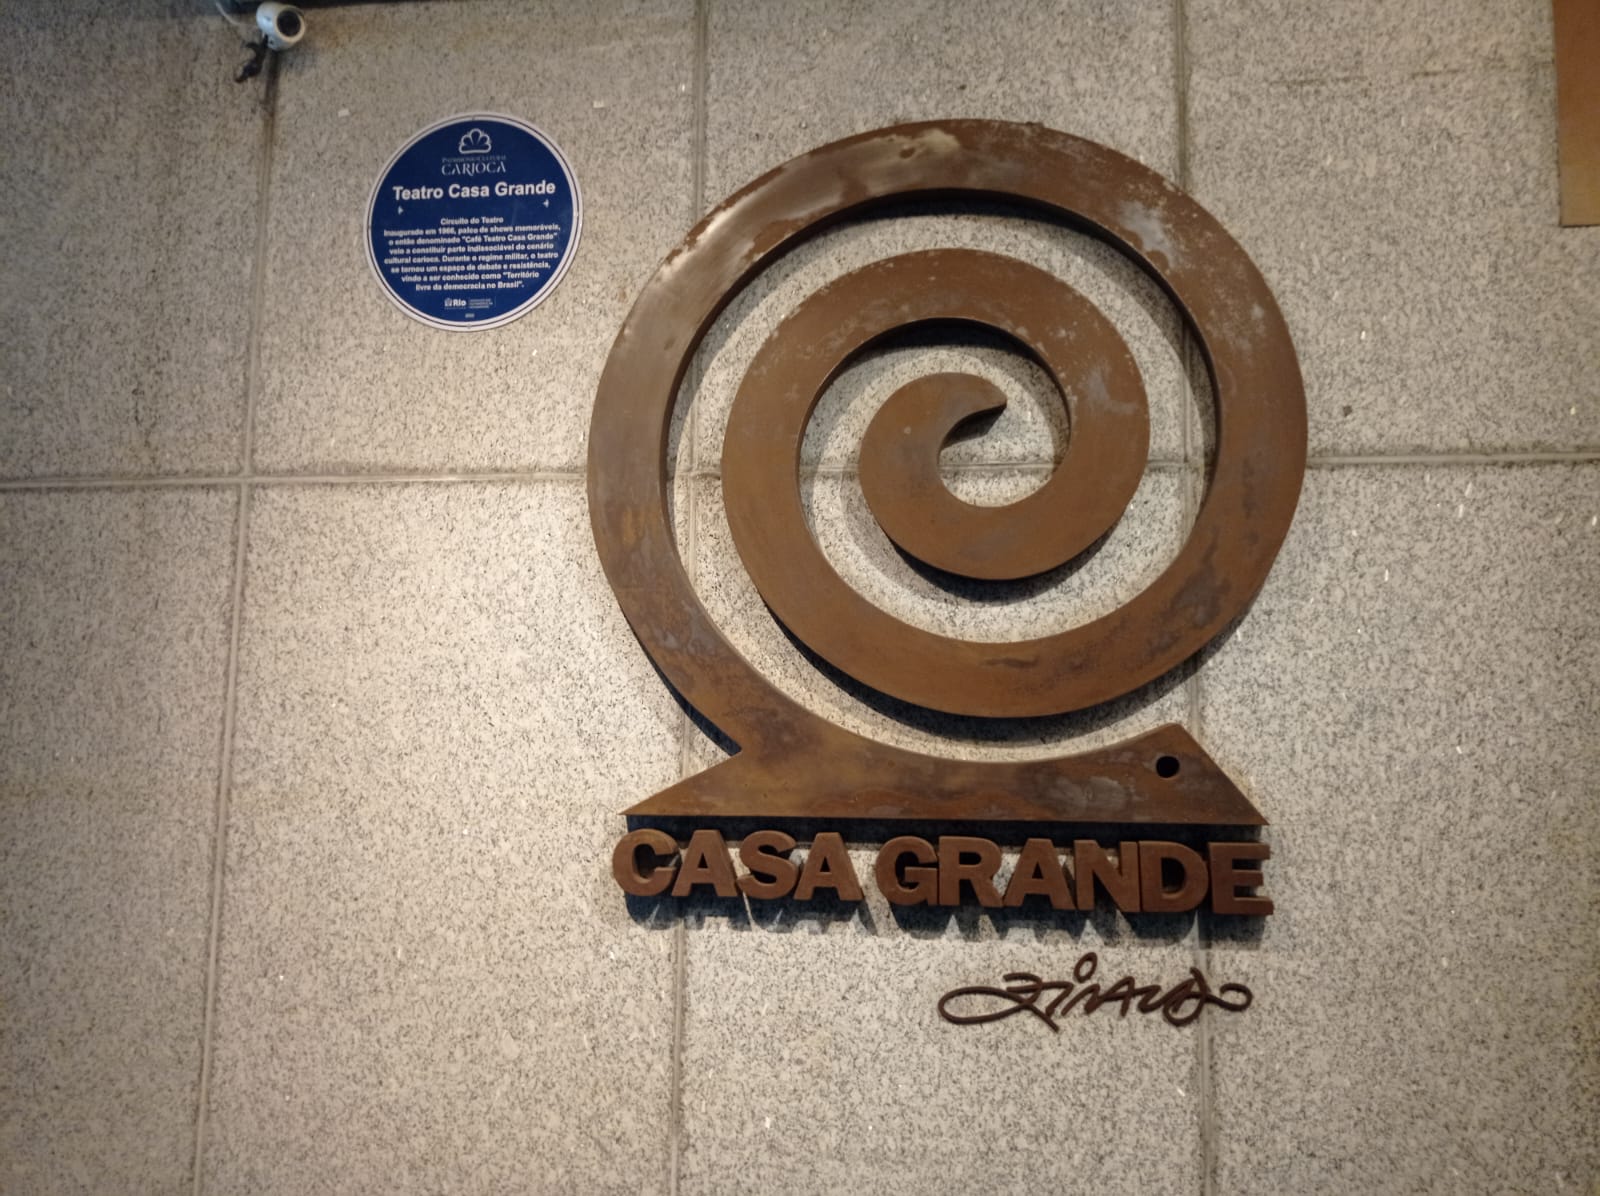 PATRIMÔNIO CULTURAL
CARIOCA
Teatro Casa Grande
Circuito do Teatro
Inaugurado em 1966, palco de shows memoráveis,
o então denominado "Café Teatro Casa Grande"
veio a constituir parte indissociável do cenário
cultural carioca. Durante o regime militar, o teatro
se tornou um espaço de debate e resistência,
vindo a ser conhecido como "Território
livre da democracia no Brasil".
Rio
CASA GRANDE
ZIRALDO